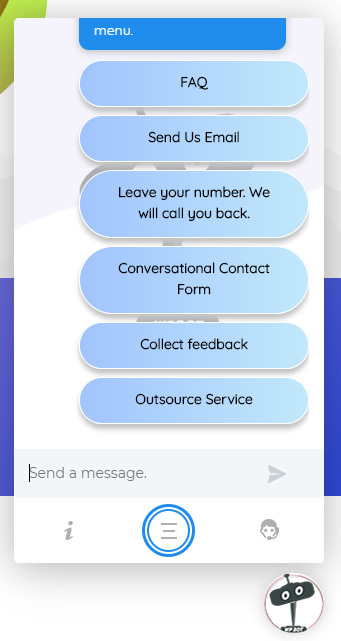 menu.
FAQ
Send Us Email
Leave your number. We
will call you back.
Conversational Contact
Form
Collect feedback
Outsource Service
Send a message.
i